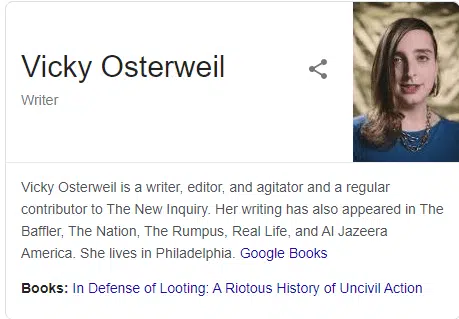 Vicky Osterweil
Writer
Vicky Osterweil is a writer, editor, and agitator and a regular
contributor to The New Inquiry. Her writing has also appeared in The
Baffler, The Nation, The Rumpus, Real Life, and Al Jazeera
America. She lives in Philadelphia. Google Books
Books: In Defense of Looting: A Riotous History of Uncivil Action